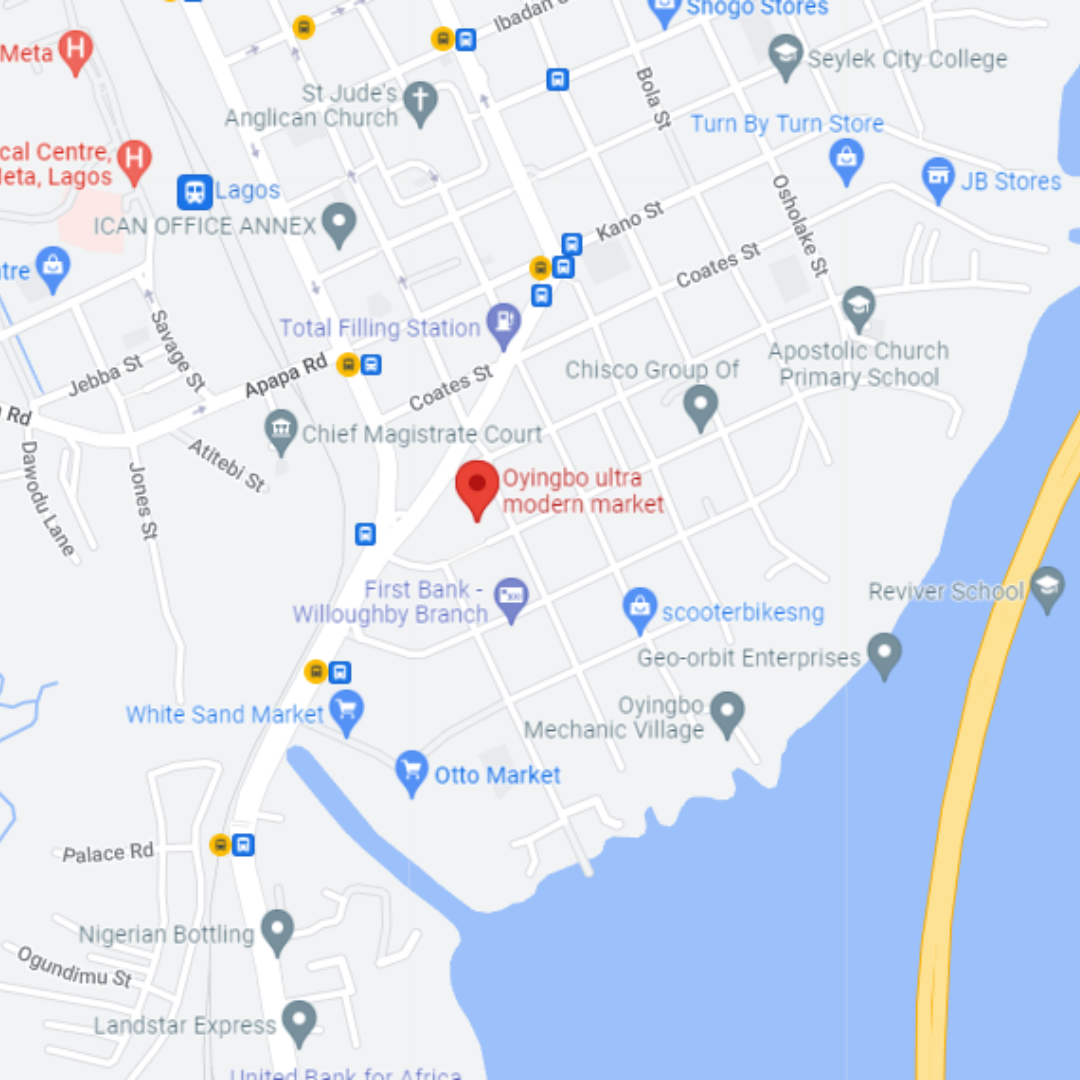 Ibadan S
Shogo Stores
Meta
Seylek City College
St Jude's
Anglican Church
Bola St
Turn By Turn Store
cal Centre,
Meta, Lagos
Lagos
JB Stores
ICAN OFFICE ANNEX
Kano St
Osholake St
Coates St
tre
Total Filling Station
Savage St
Jebba St
Apapa Rd
Coates St
Chisco Group Of
Apostolic Church
Primary School
Rd
Chief Magistrate Court
Atitebi St
Dawodu Lane
Jones St
Oyingbo ultra
modern market
First Bank -
Willoughby Branch
scooterbikesng
Reviver School
Geo-orbit Enterprises
White Sand Market
Oyingbo
Mechanic Village
Otto Market
Palace Rd
Nigerian Bottling
Ogundimu St
Landstar Express
United Bank for Africa